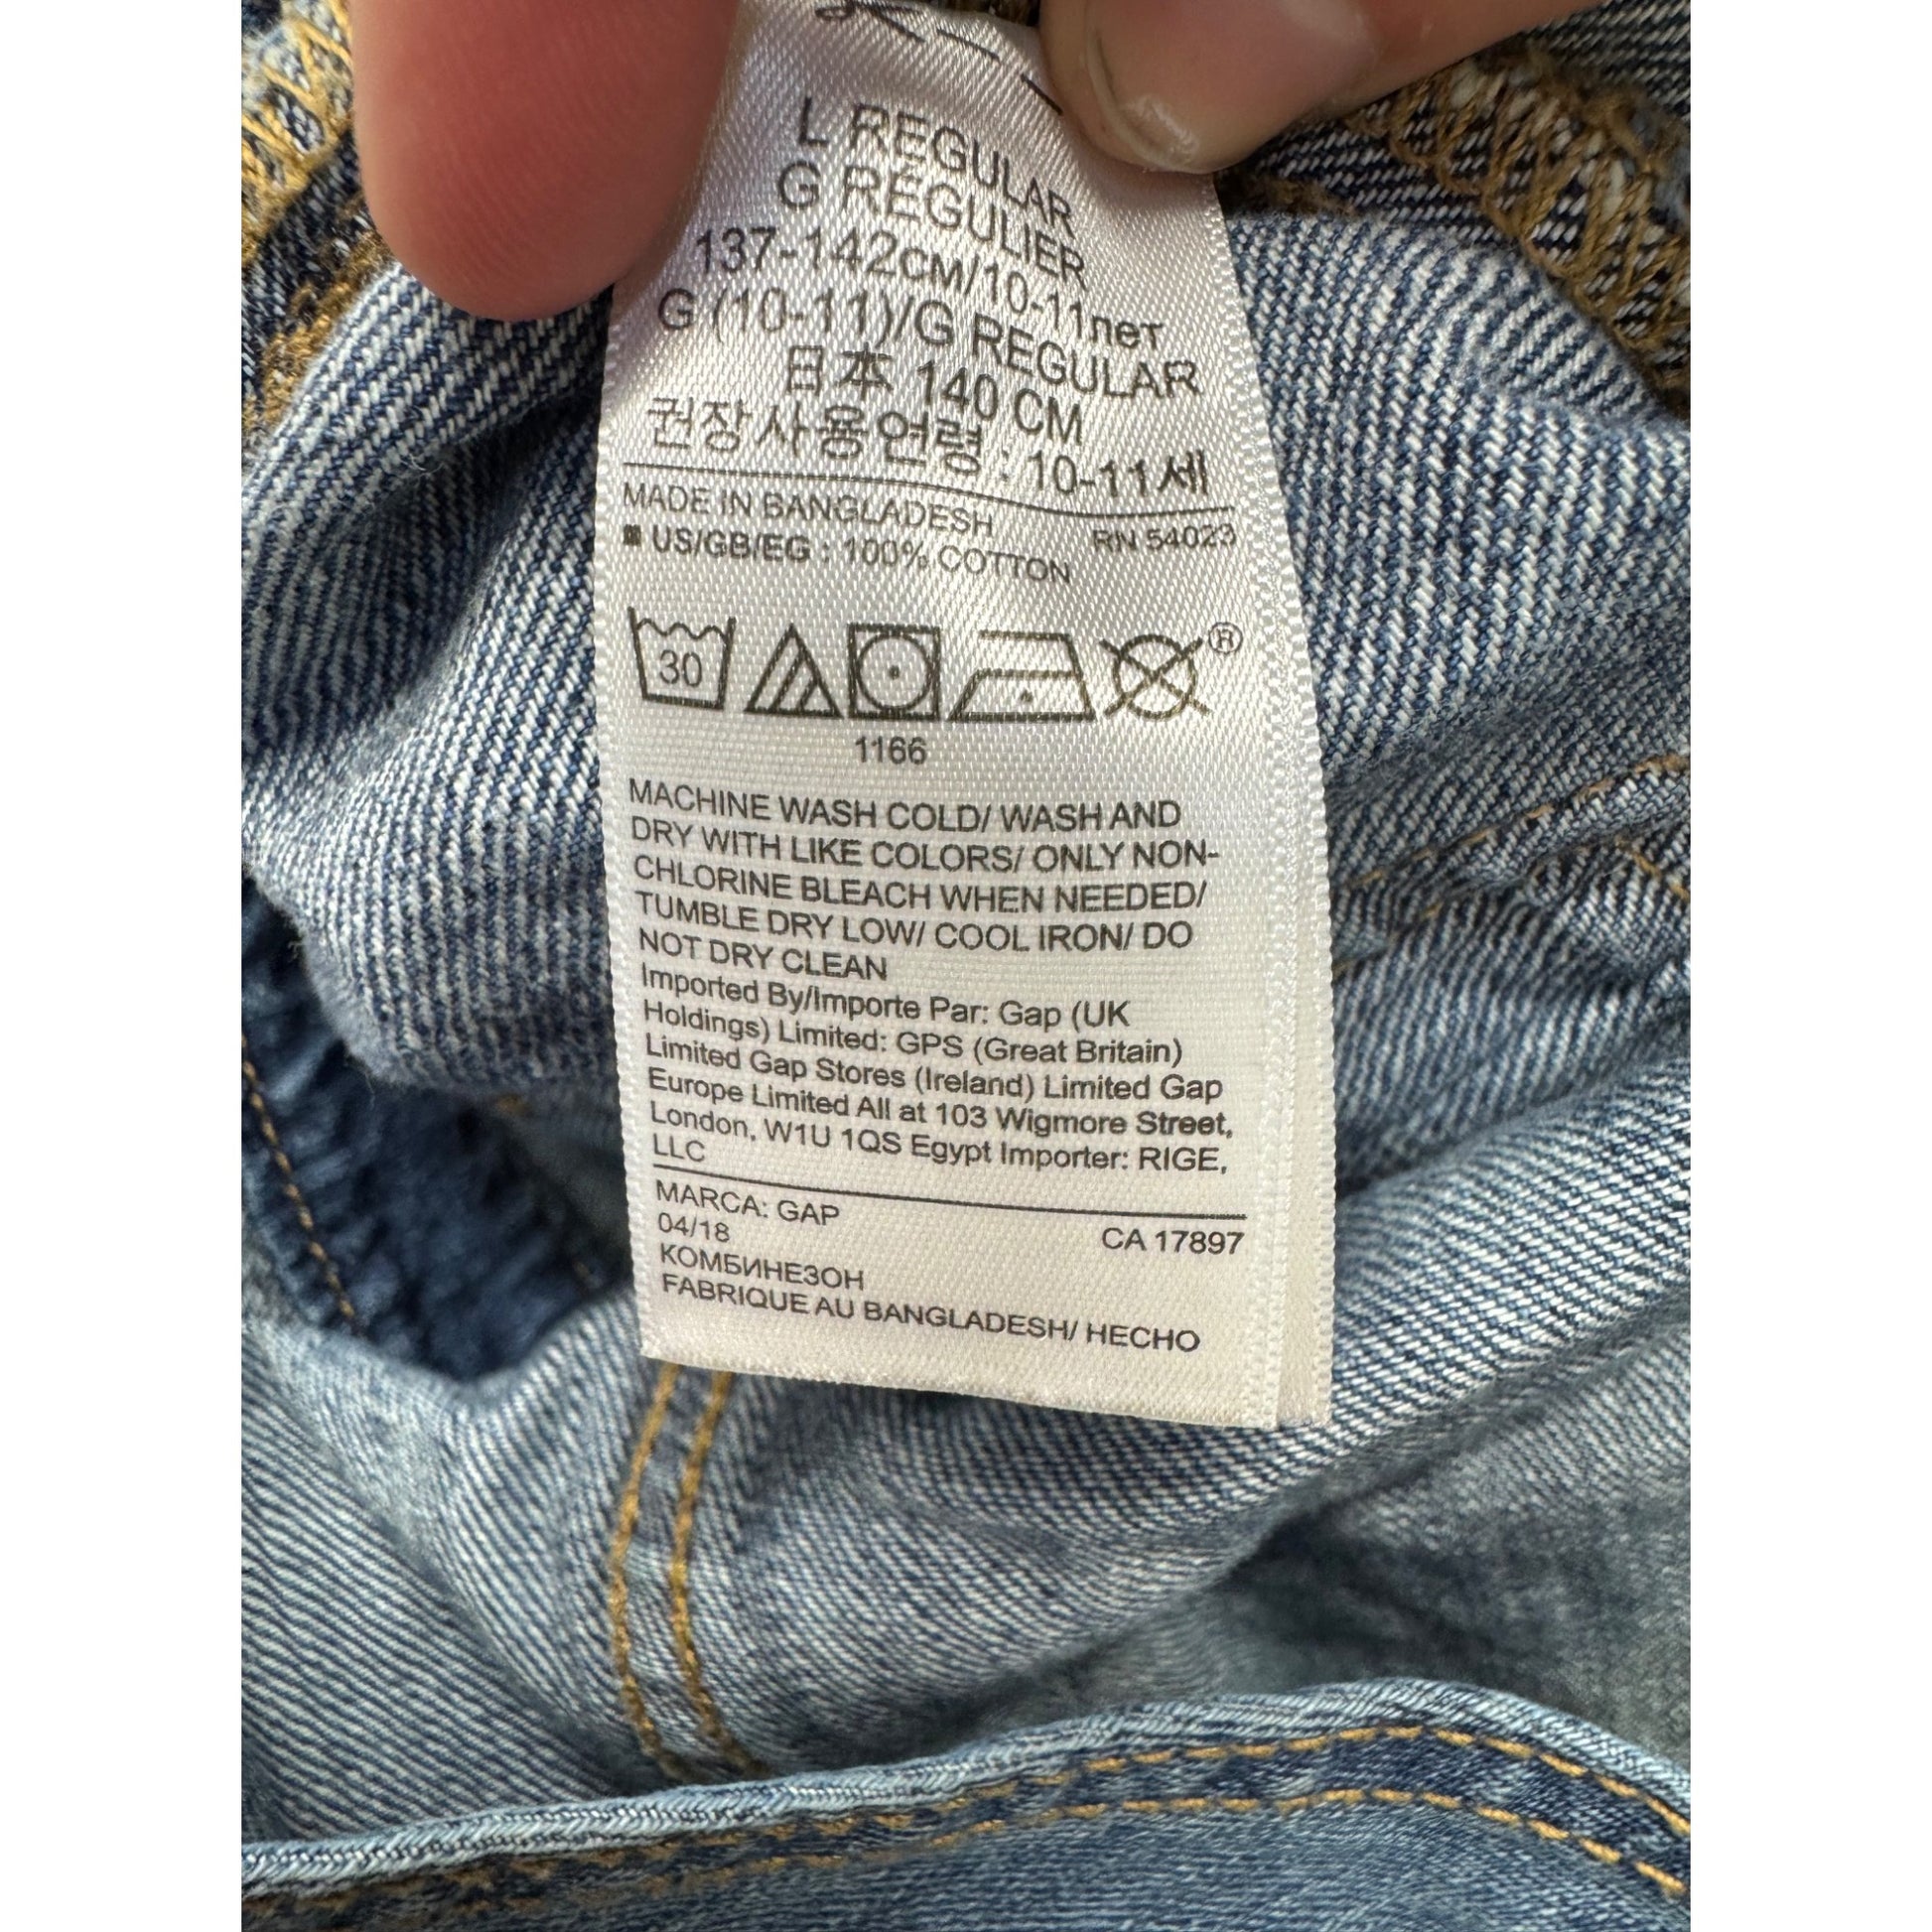 L REGULAR
G REGULIER
137-142см/10-11лет
G (10-11)/G REGULAR
日本 140 CM
권장사용연령 : 10-11세
MADE IN BANGLADESH RN 54023
■ US/GB/EG : 100% COTTON
30 ®
1166
MACHINE WASH COLD/ WASH AND
DRY WITH LIKE COLORS/ ONLY NON-
CHLORINE BLEACH WHEN NEEDED/
TUMBLE DRY LOW/ COOL IRON/ DO
NOT DRY CLEAN
Imported By/Importe Par: Gap (UK
Holdings) Limited: GPS (Great Britain)
Limited Gap Stores (Ireland) Limited Gap
Europe Limited All at 103 Wigmore Street,
London, W1U 1QS Egypt Importer: RIGE,
LLC
MARCA: GAP CA 17897
04/18
КОМБИНЕЗОН
FABRIQUE AU BANGLADESH/ HECHO